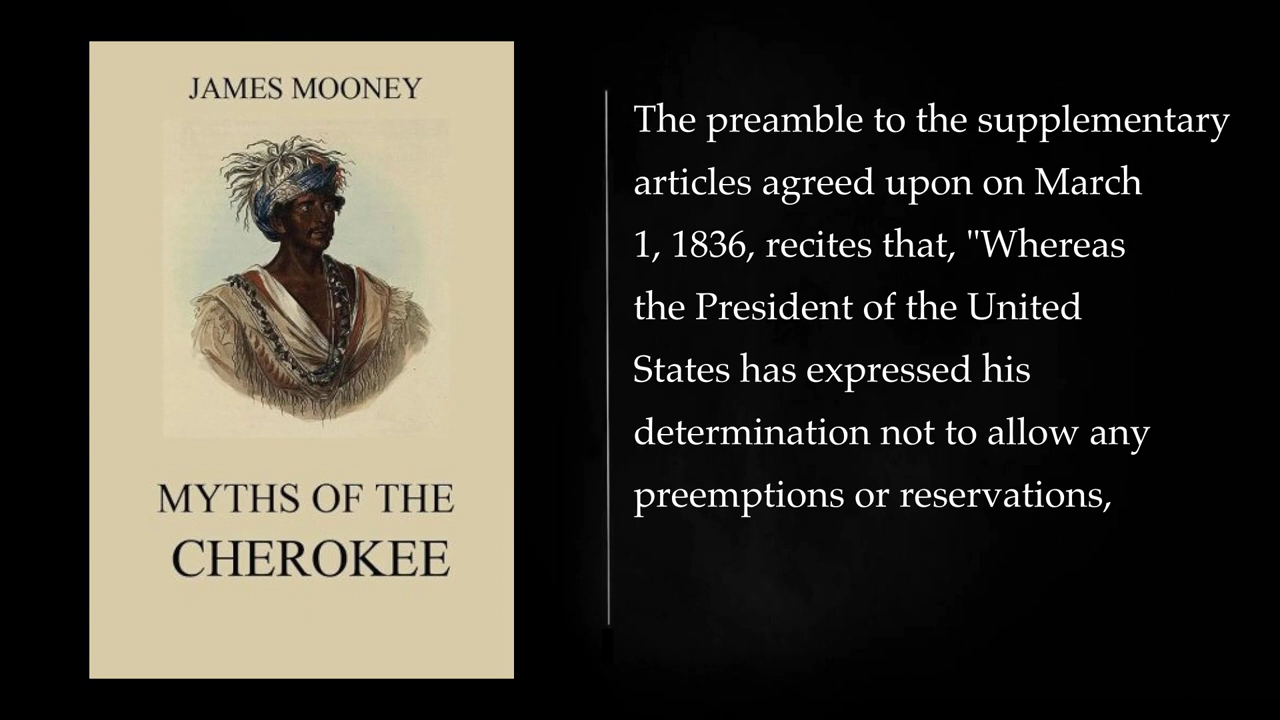 JAMES MOONEY
MYTHS OF THE
CHEROKEE
The preamble to the supplementary
articles agreed upon on March
1, 1836, recites that, "Whereas
the President of the United
States has expressed his
determination not to allow any
preemptions or reservations,